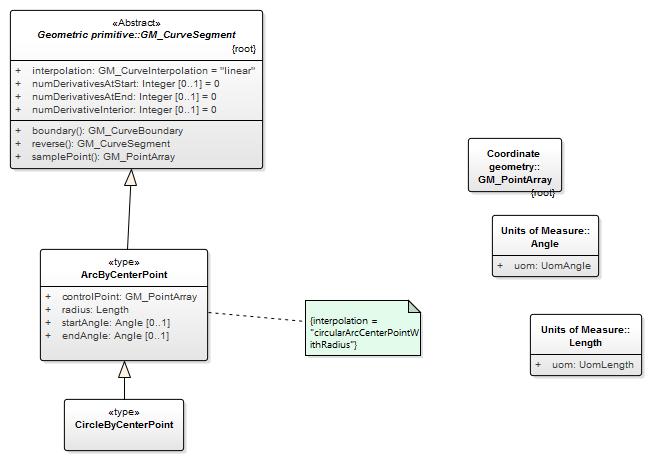 «Abstract»
Geometric primitive::GM_CurveSegment
{root}
+ interpolation: GM_CurveInterpolation = "linear"
+ numDerivativesAtStart: Integer [0..1] = 0
+ numDerivativesAtEnd: Integer [0..1] = 0
+ numDerivativeInterior: Integer [0..1] = 0
+ boundary(): GM_CurveBoundary
+ reverse(): GM_CurveSegment
+ samplePoint(): GM_PointArray
«type»
ArcByCenterPoint
+ controlPoint: GM_PointArray
+ radius: Length
+ startAngle: Angle [0..1]
+ endAngle: Angle [0..1]
{interpolation =
"circularArcCenterPointW
ithRadius"}
«type»
CircleByCenterPoint
Coordinate
geometry::
GM_PointArray
{root}
Units of Measure::
Angle
+ uom: UomAngle
Units of Measure::
Length
+ uom: UomLength